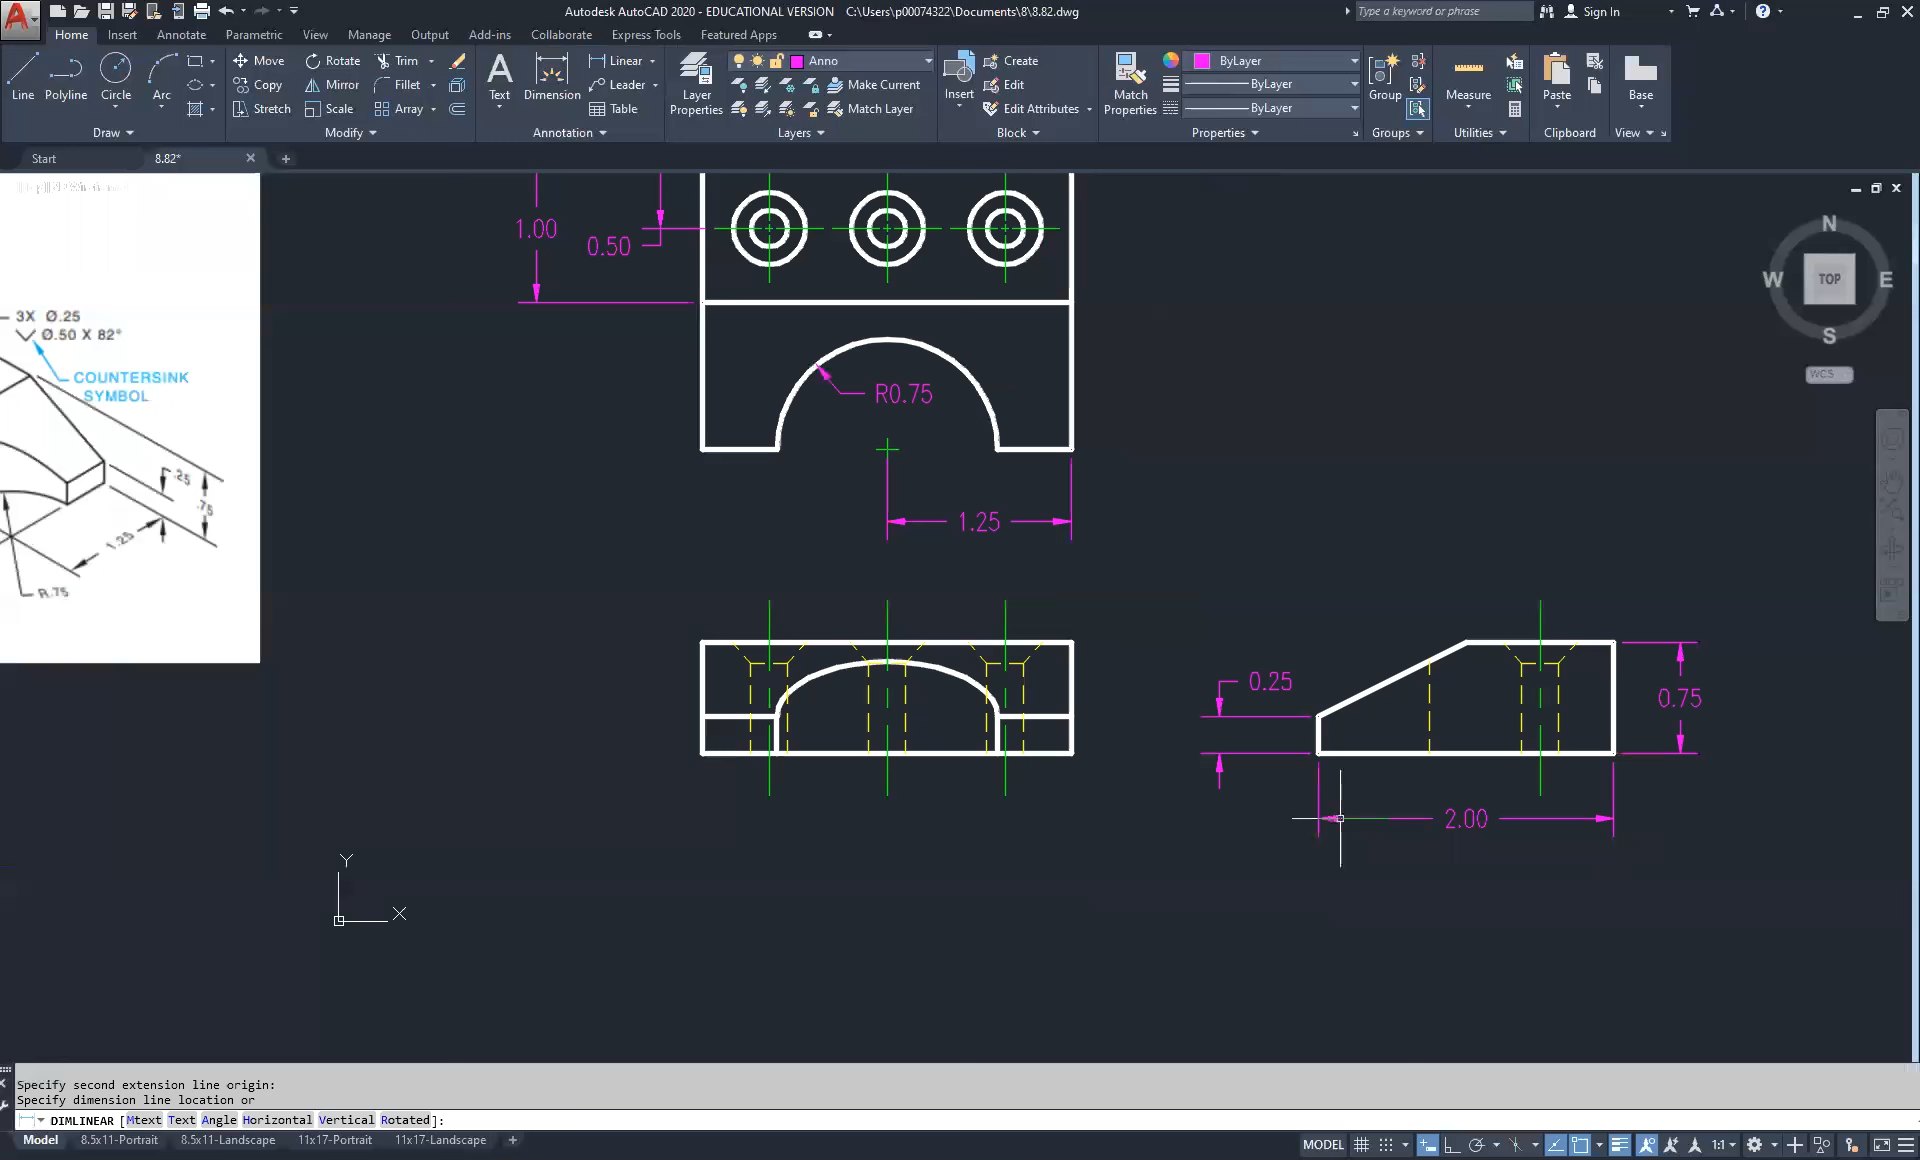 Autodesk AutoCAD 2020 - EDUCATIONAL VERSION C:\Users\p00074322\Documents\8\8.82.dwg
Type a keyword or phrase
Sign In
Home Insert Annotate Parametric View Manage Output Add-ins Collaborate Express Tools Featured Apps
Line Polyline Circle Arc
Move Rotate Trim
Copy Mirror Fillet
Stretch Scale Array
Text Dimension
Linear
Leader
Table
Layer Properties
Anno
Make Current
Match Layer
Insert
Create
Edit
Edit Attributes
Match Properties
ByLayer
ByLayer
ByLayer
Group
Measure
Paste
Base
Draw Modify Annotation Layers Block Properties Groups Utilities Clipboard View
Start 8.82*
N
W TOP E
S
WCS
1.00
0.50
3X Ø.25
Ø.50 X 82°
COUNTERSINK
SYMBOL
R0.75
.25
.75
1.25
R.75
1.25
0.25
0.75
2.00
Y
X
Specify second extension line origin:
Specify dimension line location or
DIMLINEAR [Mtext Text Angle Horizontal Vertical Rotated]:
Model 8.5x11-Portrait 8.5x11-Landscape 11x17-Portrait 11x17-Landscape +
MODEL 1:1